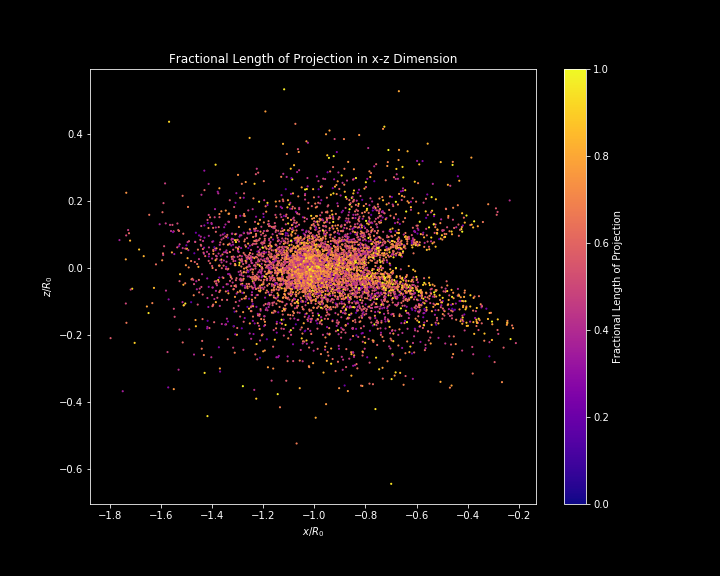 Fractional Length of Projection in x-z Dimension
1.0
0.8
0.6
0.4
0.2
0.0
Fractional Length of Projection
0.4
0.2
0.0
−0.2
−0.4
−0.6
z/R₀
−1.8 −1.6 −1.4 −1.2 −1.0 −0.8 −0.6 −0.4 −0.2
x/R₀